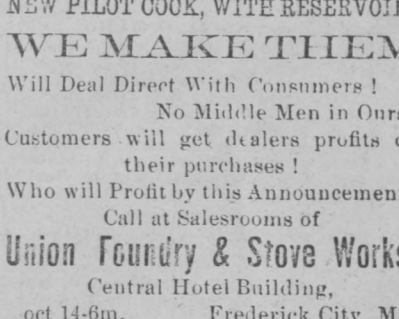 NEW PILOT COOK, WITH RESERVOI
WE MAKE THEM
Will Deal Direct With Consumers !
No Middle Men in Ours
Customers will get dealers profits o
their purchases !
Who will Profit by this Announcemen
Call at Salesrooms of
Union Foundry & Stove Works
Central Hotel Building,
oct 14-6m. Frederick City, M